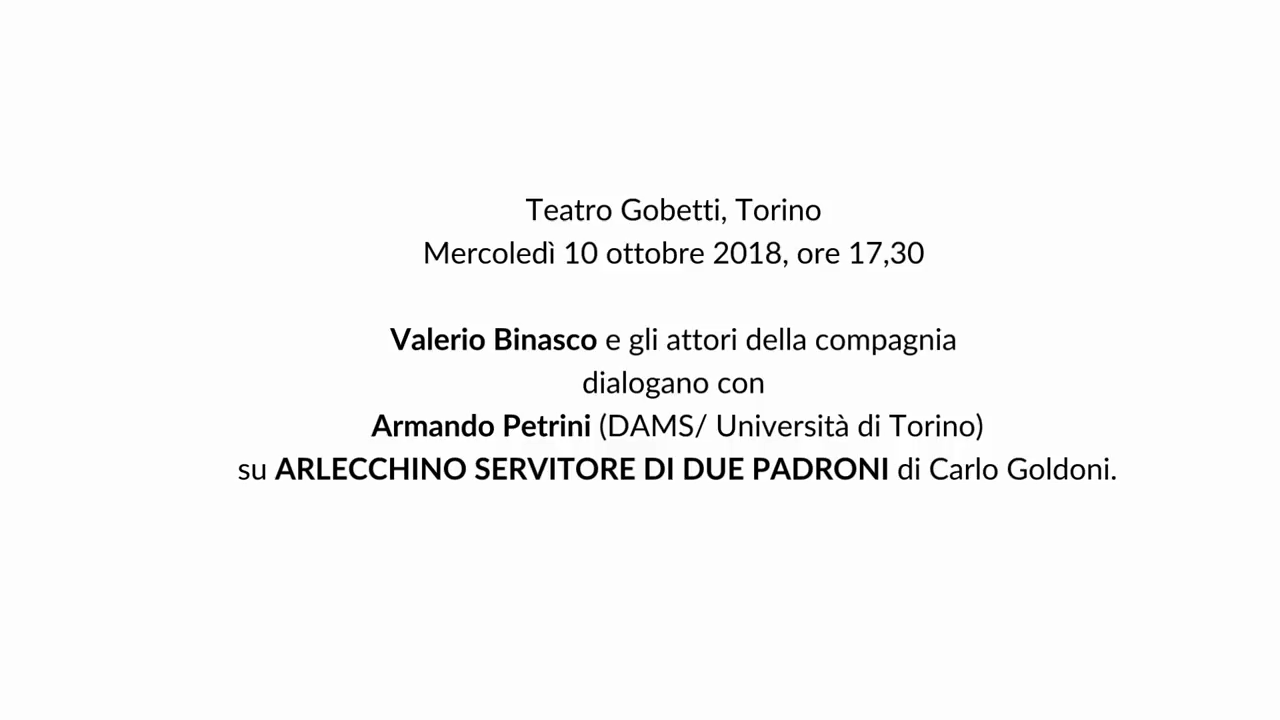 Teatro Gobetti, Torino
Mercoledì 10 ottobre 2018, ore 17,30
Valerio Binasco e gli attori della compagnia
dialogano con
Armando Petrini (DAMS/ Università di Torino)
su ARLECCHINO SERVITORE DI DUE PADRONI di Carlo Goldoni.